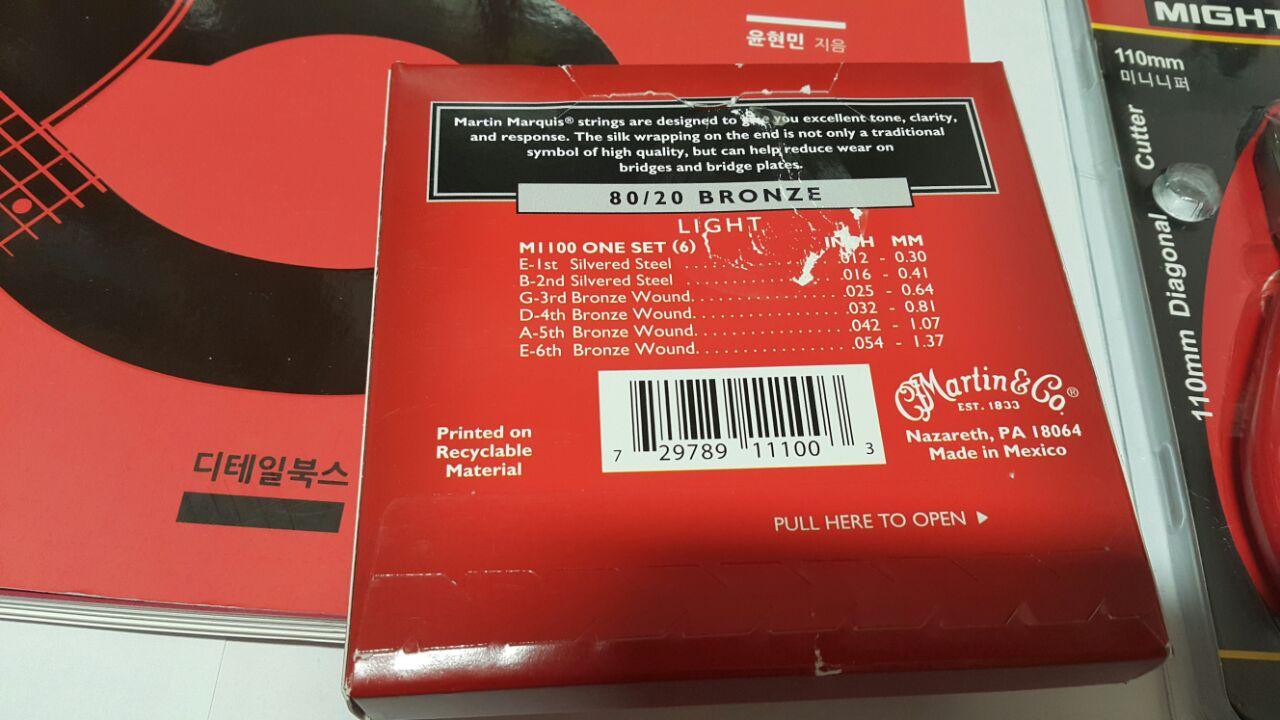 윤현민 지음
디테일북스
Martin Marquis® strings are designed to give you excellent tone, clarity,
and response. The silk wrapping on the end is not only a traditional
symbol of high quality, but can help reduce wear on
bridges and bridge plates.
80/20 BRONZE
LIGHT
M1100 ONE SET (6) INCH MM
E-1st Silvered Steel . . . . . . . . . . . . . . . . .012 - 0.30
B-2nd Silvered Steel . . . . . . . . . . . . . . . . .016 - 0.41
G-3rd Bronze Wound. . . . . . . . . . . . . . . .025 - 0.64
D-4th Bronze Wound. . . . . . . . . . . . . . . .032 - 0.81
A-5th Bronze Wound. . . . . . . . . . . . . . . .042 - 1.07
E-6th Bronze Wound. . . . . . . . . . . . . . . .054 - 1.37
Printed on
Recyclable
Material
7 29789 11100 3
CF Martin & Co.®
EST. 1833
Nazareth, PA 18064
Made in Mexico
PULL HERE TO OPEN ▶
110mm
미니니퍼
110mm Diagonal Cutter